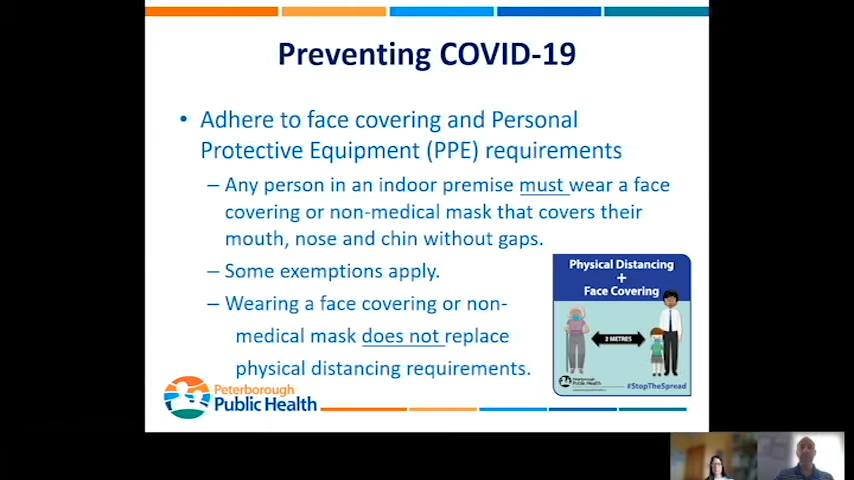 Preventing COVID-19
• Adhere to face covering and Personal
Protective Equipment (PPE) requirements
– Any person in an indoor premise must wear a face
covering or non-medical mask that covers their
mouth, nose and chin without gaps.
– Some exemptions apply.
– Wearing a face covering or non-
medical mask does not replace
physical distancing requirements.
Physical Distancing
+
Face Covering
2 METRES
Peterborough
Public Health
#StopTheSpread
Peterborough
Public Health